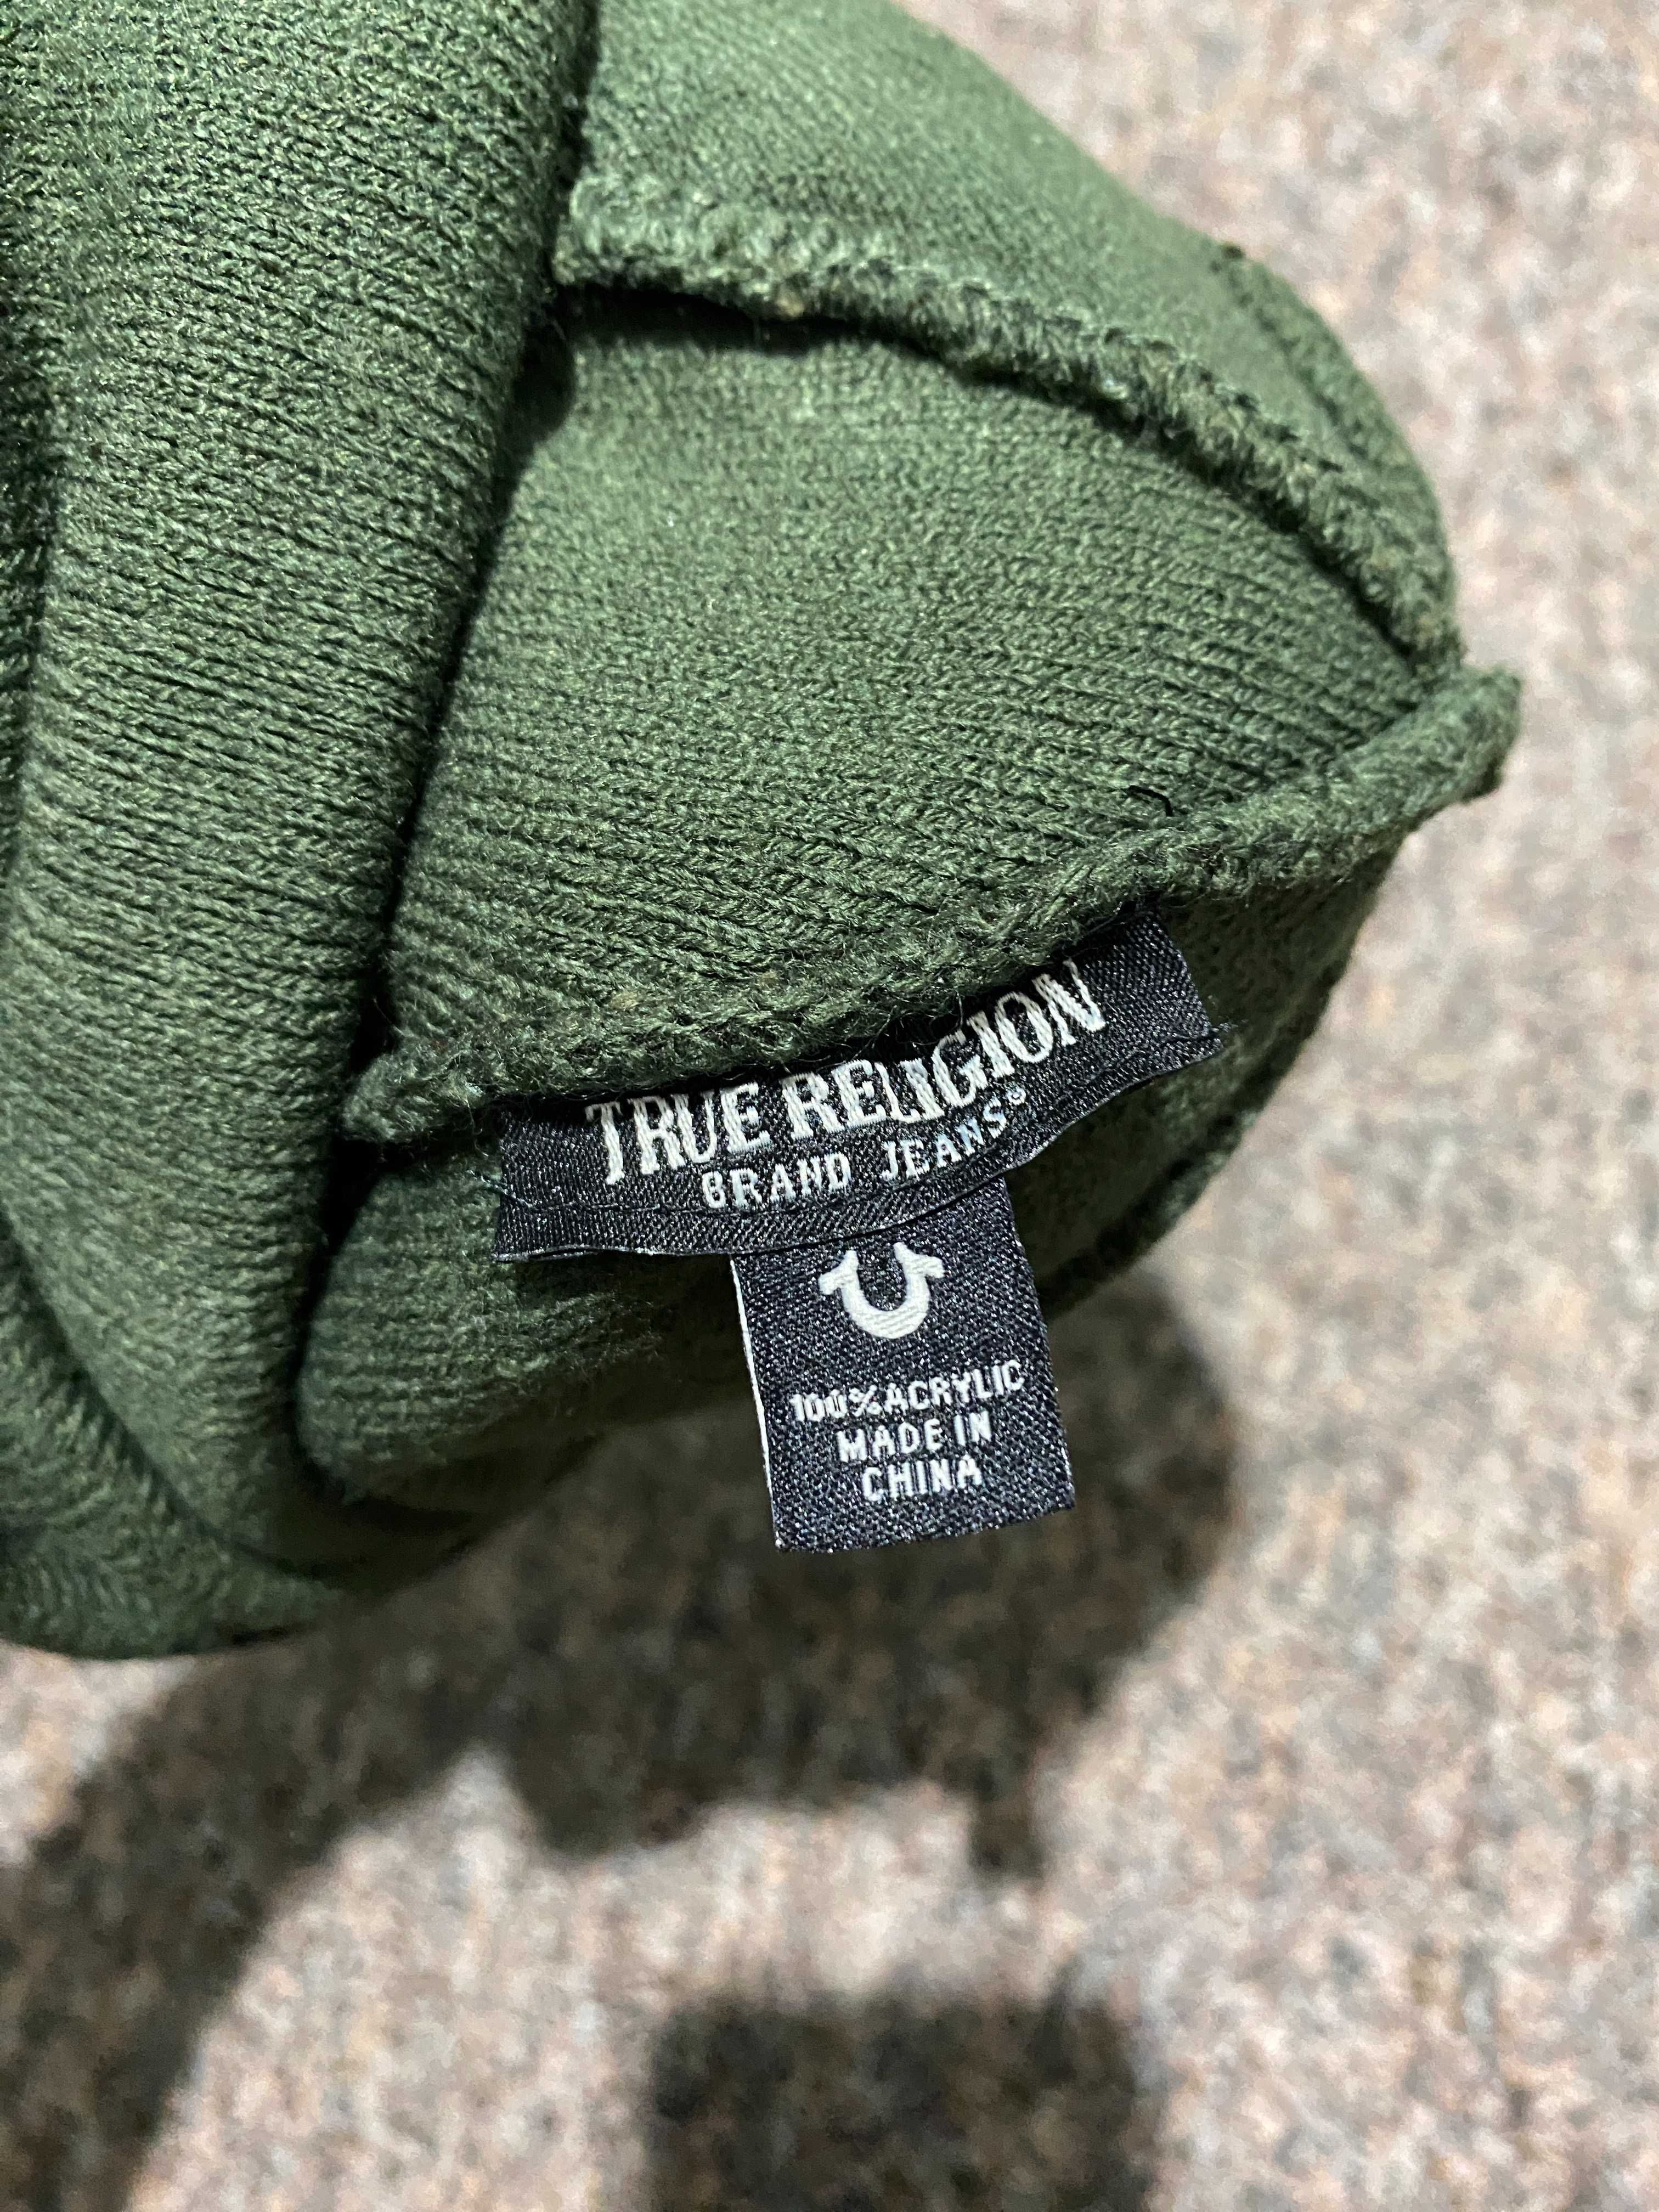 TRUE RELIGION
BRAND JEANS®
100% ACRYLIC
MADE IN
CHINA